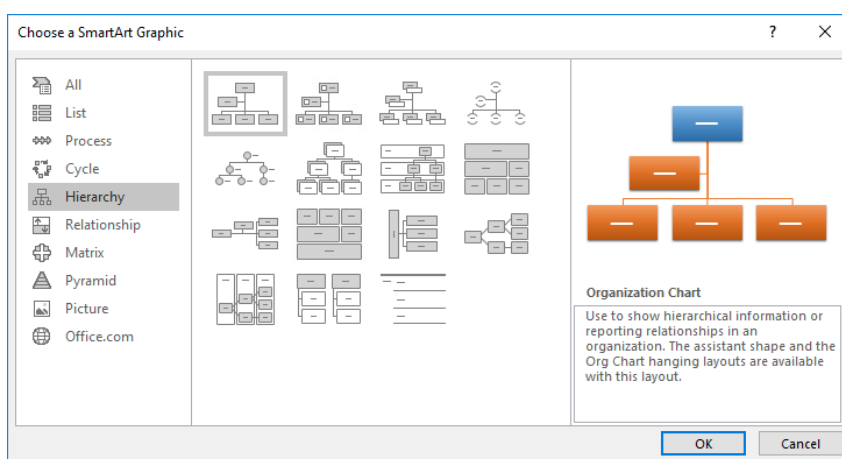 Choose a SmartArt Graphic
?
All
List
Process
Cycle
Hierarchy
Relationship
Matrix
Pyramid
Picture
Office.com
Organization Chart
Use to show hierarchical information or
reporting relationships in an
organization. The assistant shape and the
Org Chart hanging layouts are available
with this layout.
OK
Cancel